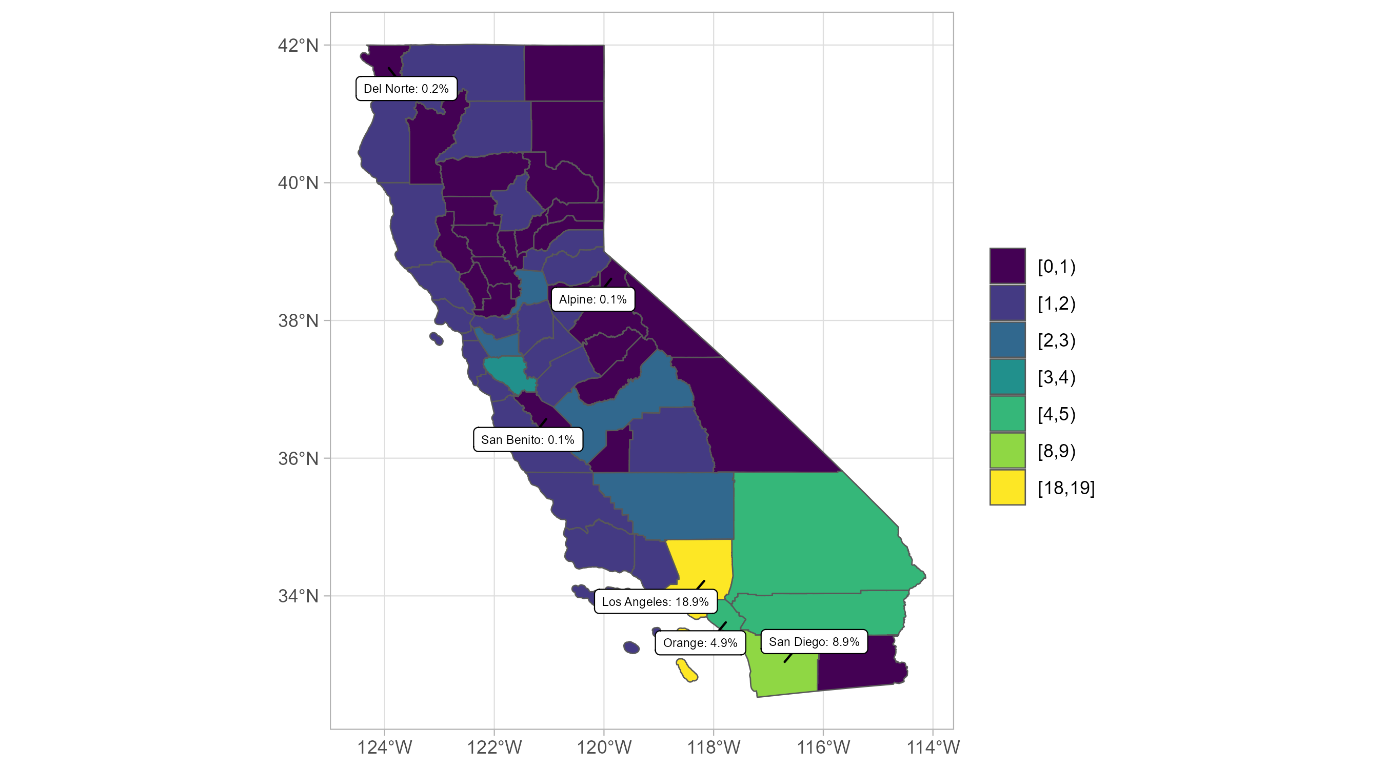 42°N
40°N
38°N
36°N
34°N
Del Norte: 0.2%
Alpine: 0.1%
San Benito: 0.1%
Los Angeles: 18.9%
Orange: 4.9%
San Diego: 8.9%
124°W
122°W
120°W
118°W
116°W
114°W
[0,1)
[1,2)
[2,3)
[3,4)
[4,5)
[8,9)
[18,19]